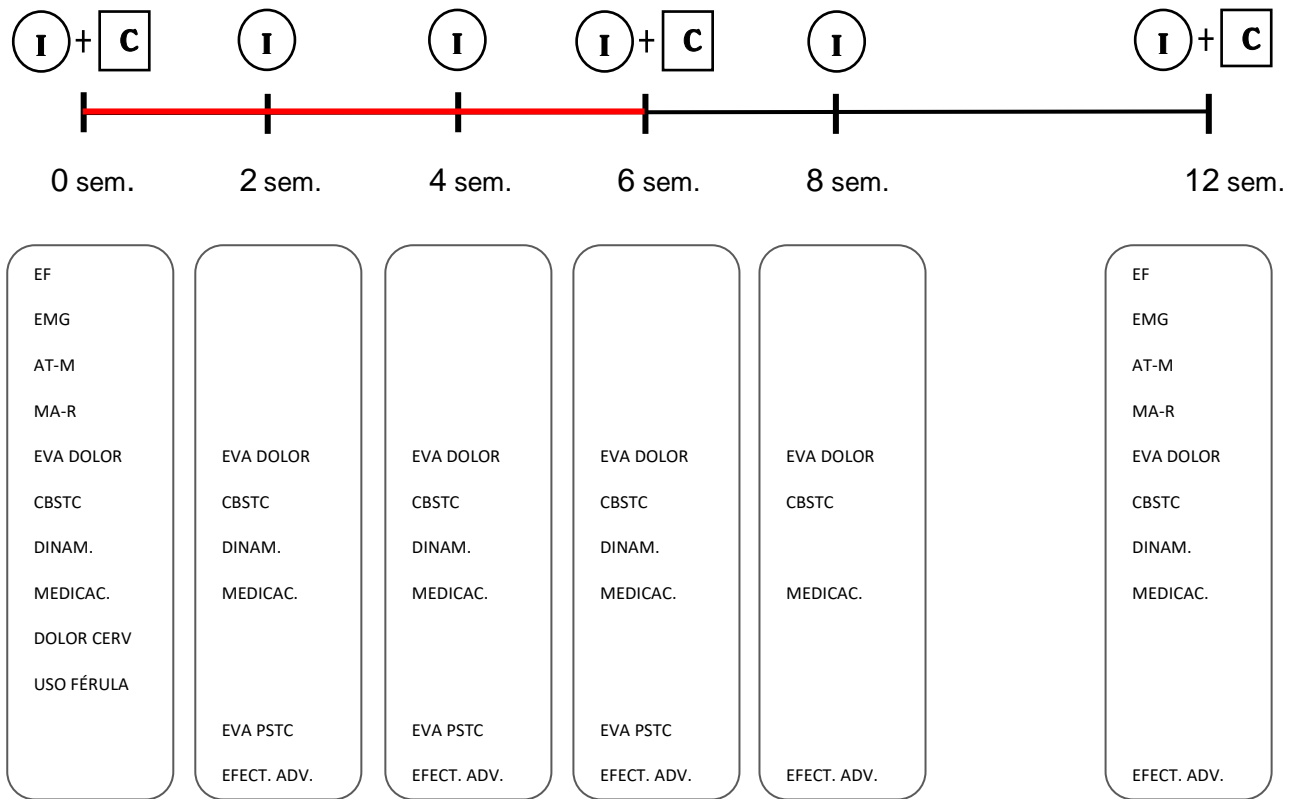 I + C I I I + C I I + C
0 sem. 2 sem. 4 sem. 6 sem. 8 sem. 12 sem.
EF
EMG
AT-M
MA-R
EVA DOLOR
CBSTC
DINAM.
MEDICAC.
DOLOR CERV
USO FÉRULA
EVA DOLOR
CBSTC
DINAM.
MEDICAC.
EVA PSTC
EFECT. ADV.
EVA DOLOR
CBSTC
DINAM.
MEDICAC.
EVA PSTC
EFECT. ADV.
EVA DOLOR
CBSTC
DINAM.
MEDICAC.
EVA PSTC
EFECT. ADV.
EVA DOLOR
CBSTC
MEDICAC.
EFECT. ADV.
EF
EMG
AT-M
MA-R
EVA DOLOR
CBSTC
DINAM.
MEDICAC.
EFECT. ADV.